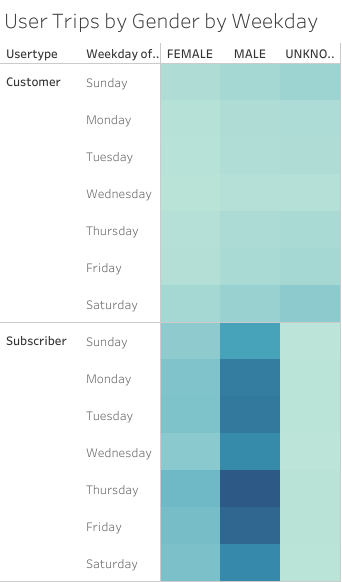 User Trips by Gender by Weekday
Usertype Weekday of.. FEMALE MALE UNKNO..
Customer Sunday
Monday
Tuesday
Wednesday
Thursday
Friday
Saturday
Subscriber Sunday
Monday
Tuesday
Wednesday
Thursday
Friday
Saturday